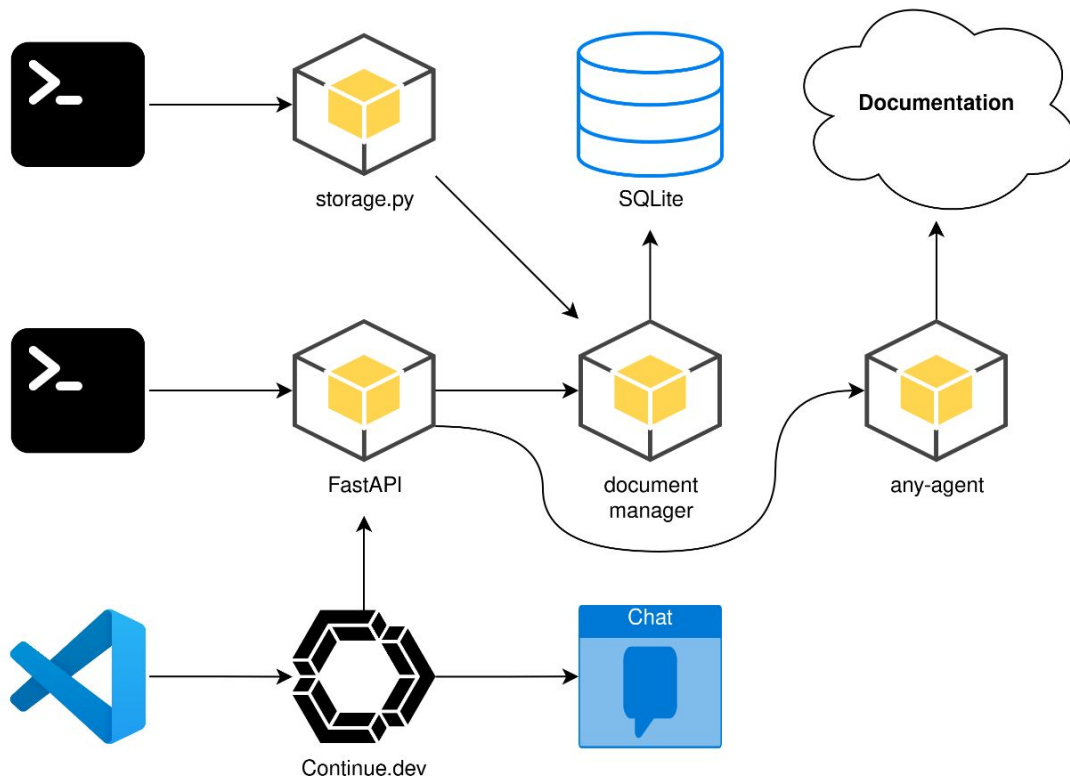 Documentation
storage.py
SQLite
FastAPI
document
manager
any-agent
Chat
Continue.dev